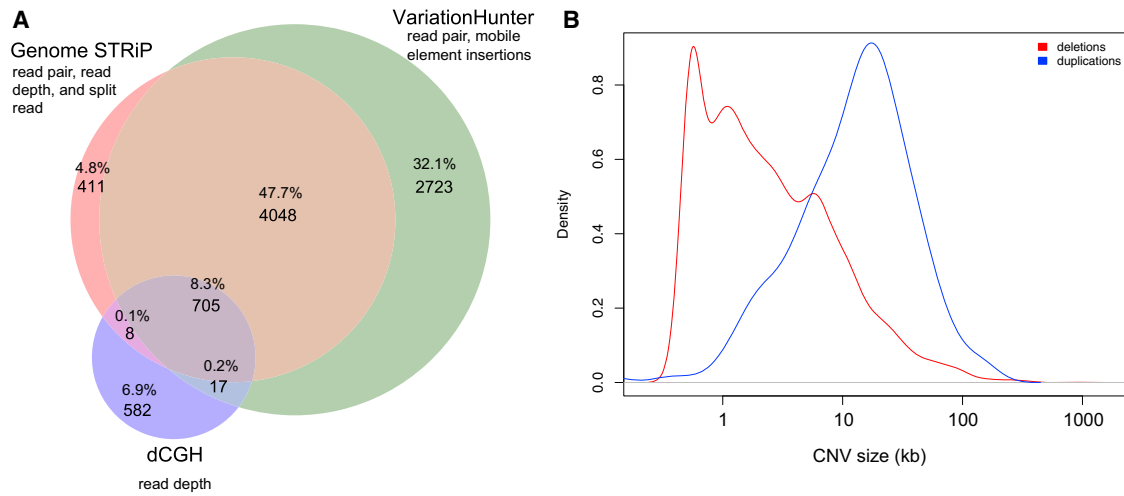 A
Genome STRiP
read pair, read
depth, and split
read
VariationHunter
read pair, mobile
element insertions
4.8%
411
47.7%
4048
32.1%
2723
8.3%
705
0.1%
8
0.2%
17
6.9%
582
dCGH
read depth
B
deletions
duplications
Density
0.8
0.6
0.4
0.2
0.0
1 10 100 1000
CNV size (kb)